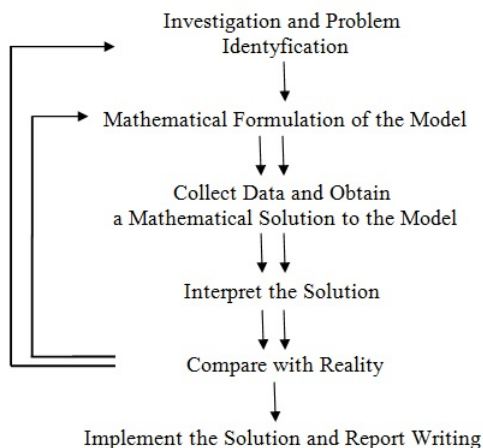 Investigation and Problem
Identyfication
Mathematical Formulation of the Model
Collect Data and Obtain
a Mathematical Solution to the Model
Interpret the Solution
Compare with Reality
Implement the Solution and Report Writing